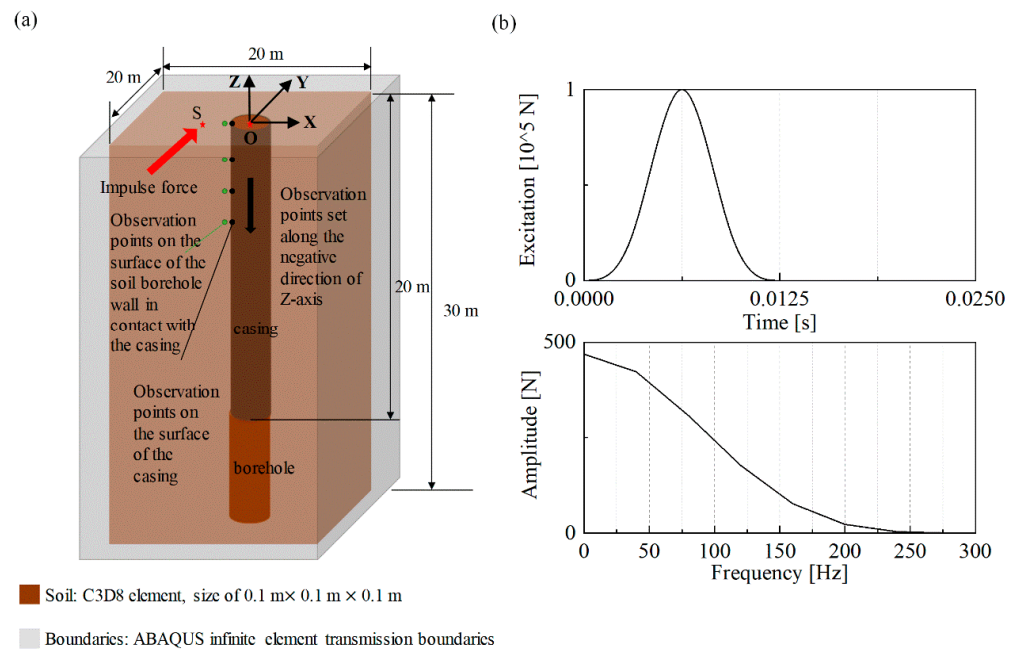 (a)
(b)
20 m
20 m
Z
Y
S
X
O
Impulse force
Observation
points on the
surface of the
soil borehole
wall in
contact with
the casing
Observation
points set
along the
negative
direction of
Z-axis
20 m
30 m
casing
Observation
points on
the surface
of the
casing
borehole
Soil: C3D8 element, size of 0.1 m× 0.1 m × 0.1 m
Boundaries: ABAQUS infinite element transmission boundaries
Excitation [10^5 N]
1
0
0.0000
0.0125
0.0250
Time [s]
Amplitude [N]
500
0
0
50
100
150
200
250
300
Frequency [Hz]